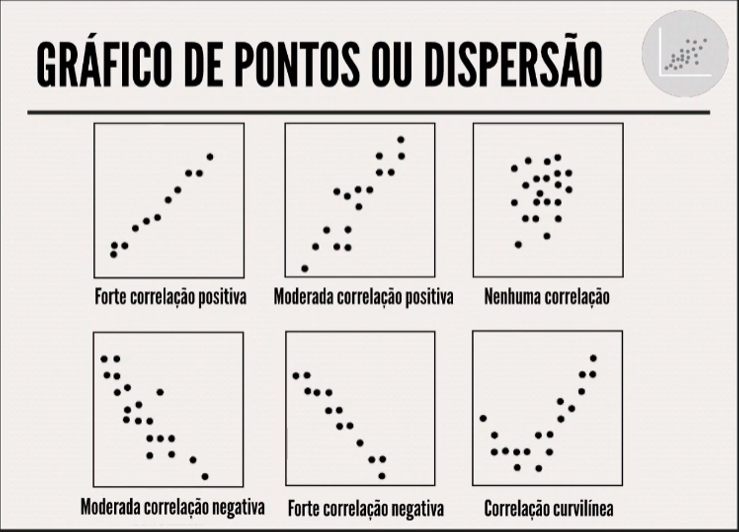 GRÁFICO DE PONTOS OU DISPERSÃO
Forte correlação positiva
Moderada correlação positiva
Nenhuma correlação
Moderada correlação negativa
Forte correlação negativa
Correlação curvilínea